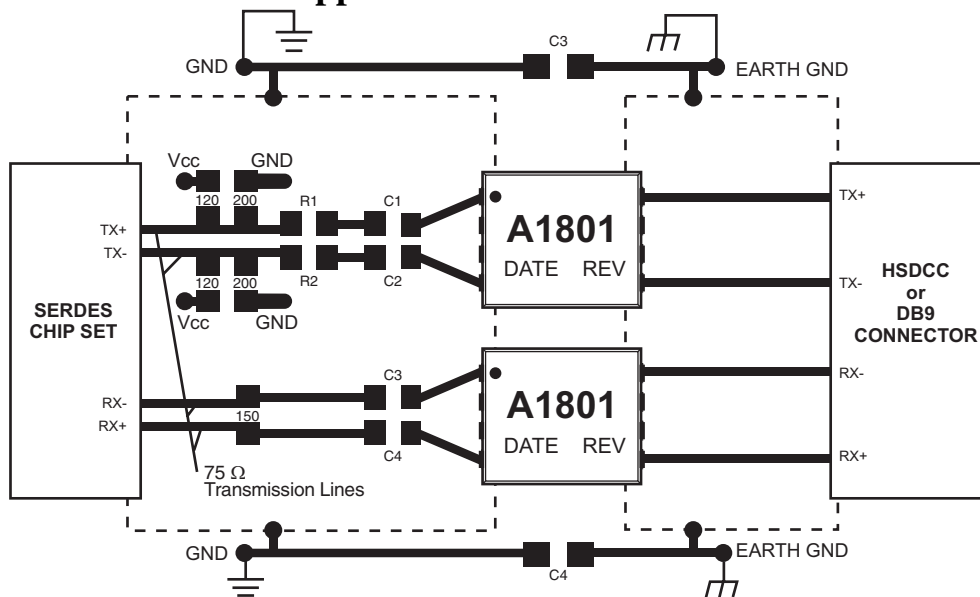 C3
GND
EARTH GND
Vcc
GND
120
200
R1
C1
TX+
TX-
R2
C2
120
200
Vcc
GND
A1801
DATE REV
TX+
TX-
SERDES
CHIP SET
HSDCC
or
DB9
CONNECTOR
RX-
RX+
150
C3
C4
A1801
DATE REV
RX-
RX+
75 Ω
Transmission Lines
GND
C4
EARTH GND